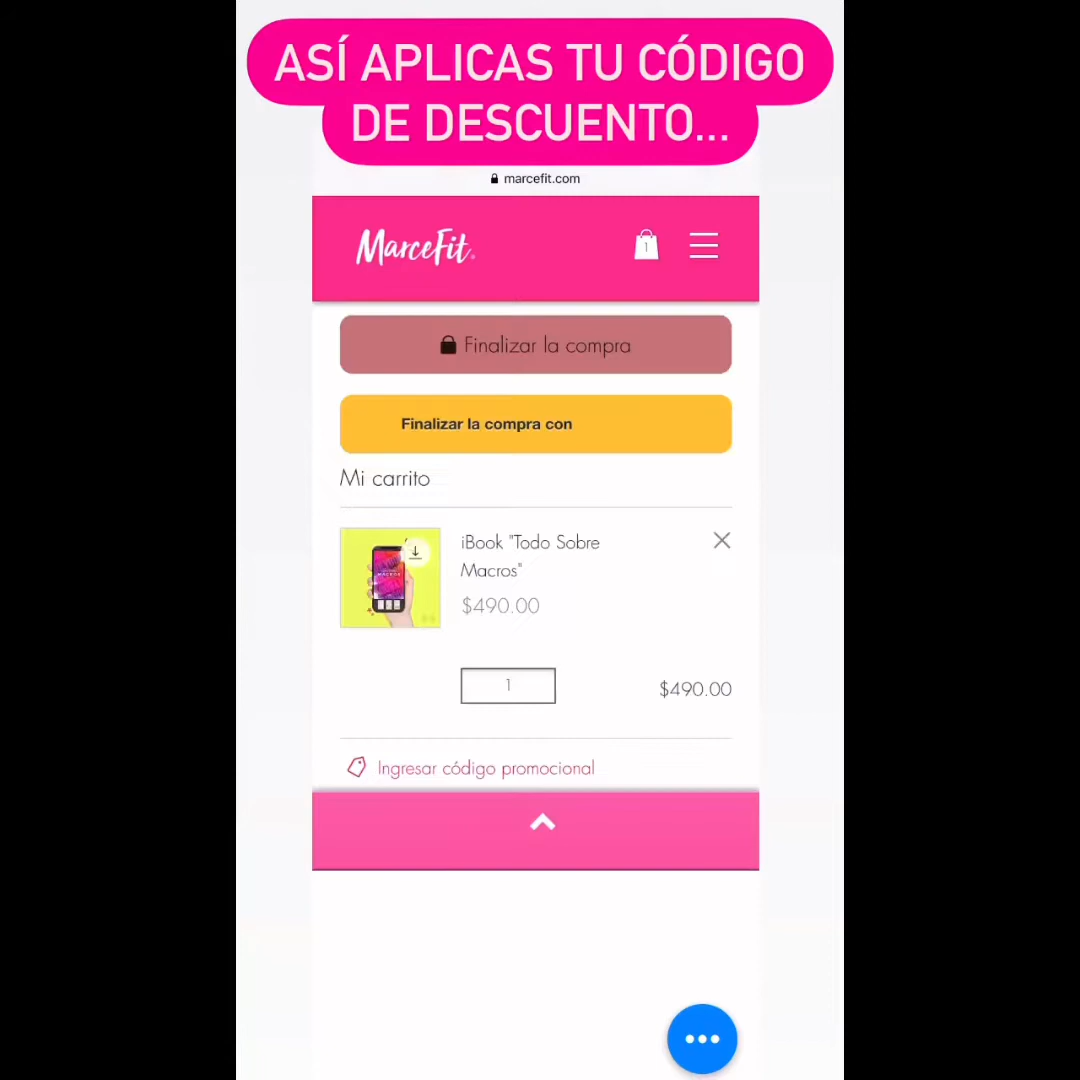 ASÍ APLICAS TU CÓDIGO
DE DESCUENTO...
marcefit.com
MarceFit
1
Finalizar la compra
Finalizar la compra con
Mi carrito
iBook "Todo Sobre
Macros"
$490.00
1
$490.00
Ingresar código promocional